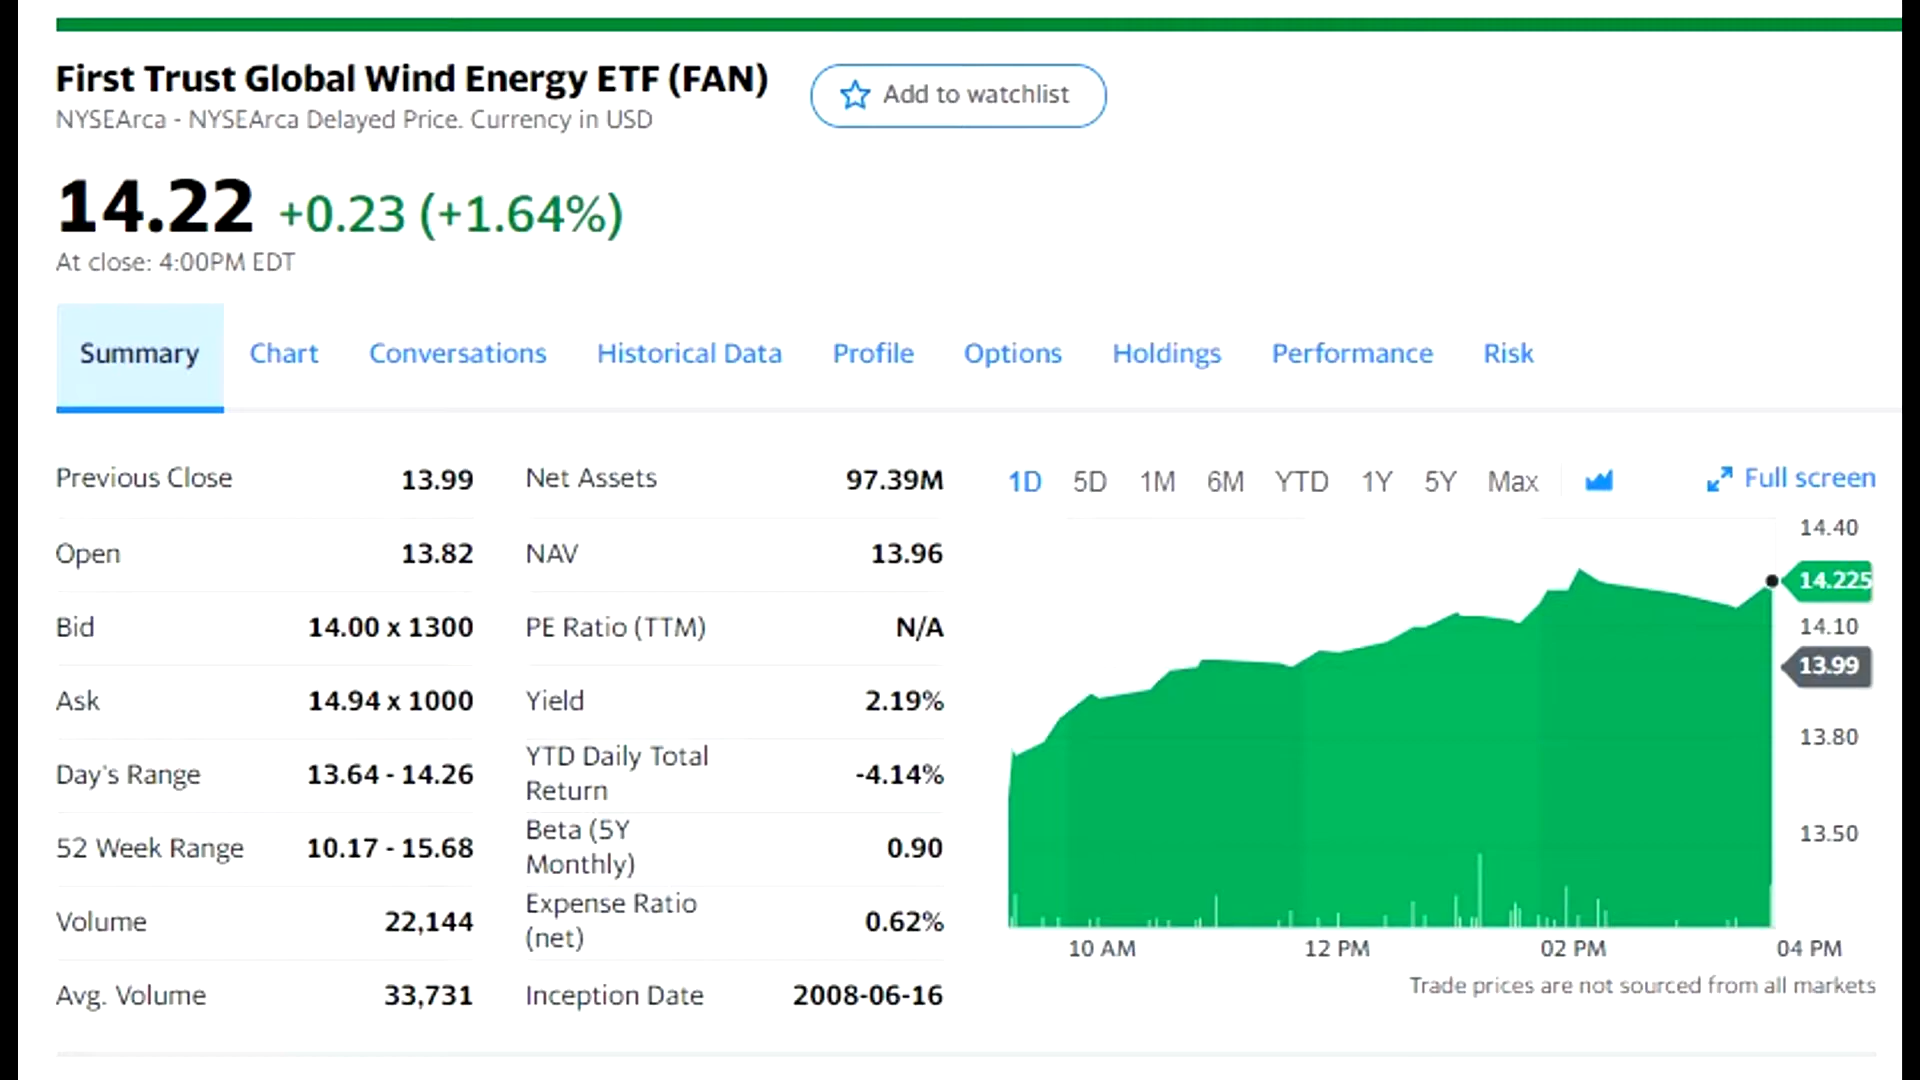 First Trust Global Wind Energy ETF (FAN)
Add to watchlist
NYSEArca - NYSEArca Delayed Price. Currency in USD
14.22 +0.23 (+1.64%)
At close: 4:00PM EDT
Summary Chart Conversations Historical Data Profile Options Holdings Performance Risk
Previous Close 13.99
Open 13.82
Bid 14.00 x 1300
Ask 14.94 x 1000
Day's Range 13.64 - 14.26
52 Week Range 10.17 - 15.68
Volume 22,144
Avg. Volume 33,731
Net Assets 97.39M
NAV 13.96
PE Ratio (TTM) N/A
Yield 2.19%
YTD Daily Total
Return -4.14%
Beta (5Y
Monthly) 0.90
Expense Ratio
(net) 0.62%
Inception Date 2008-06-16
1D 5D 1M 6M YTD 1Y 5Y Max Full screen
14.40
14.225
14.10
13.99
13.80
13.50
10 AM 12 PM 02 PM 04 PM
Trade prices are not sourced from all markets